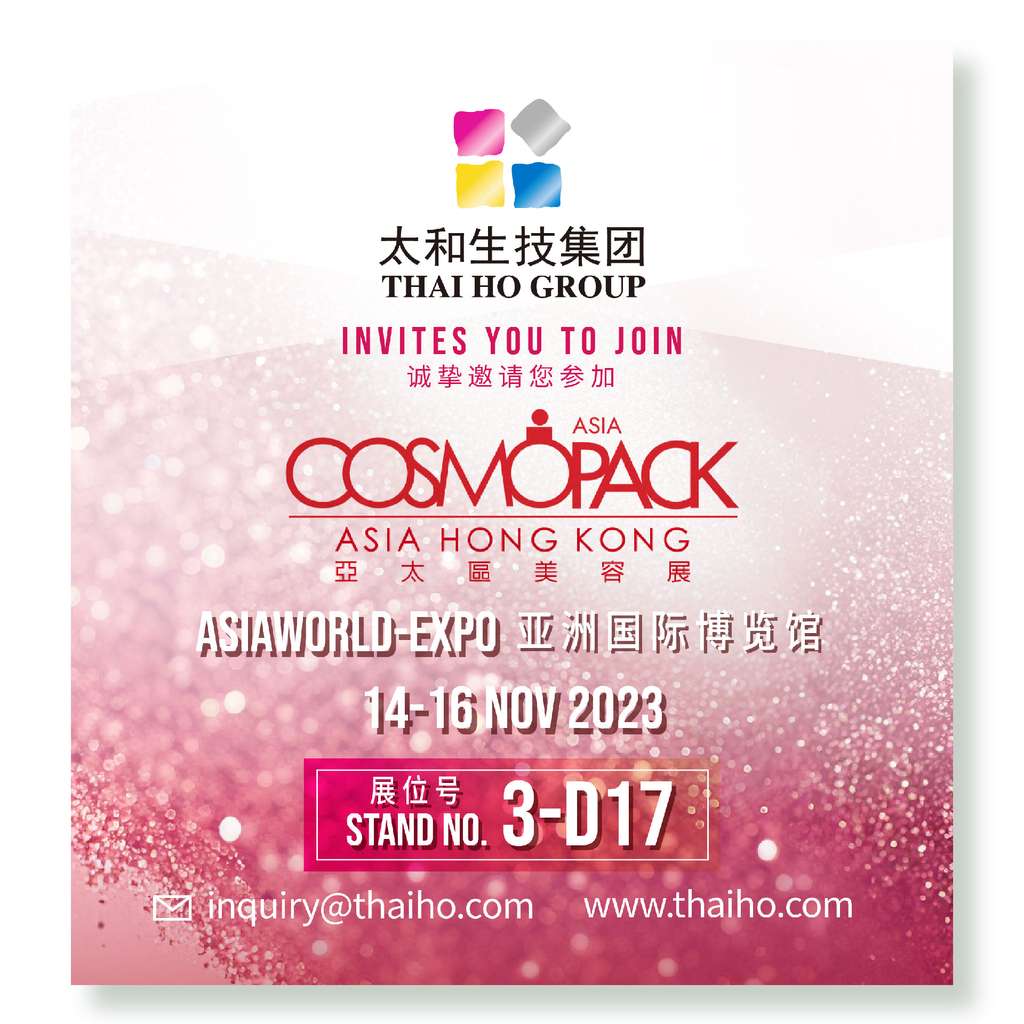 太和生技集团
THAI HO GROUP
INVITES YOU TO JOIN
诚挚邀请您参加
ASIA
COSMOPACK
ASIA HONG KONG
亞太區美容展
ASIAWORLD-EXPO 亚洲国际博览馆
14-16 NOV 2023
展位号
STAND NO. 3-D17
inquiry@thaiho.com www.thaiho.com